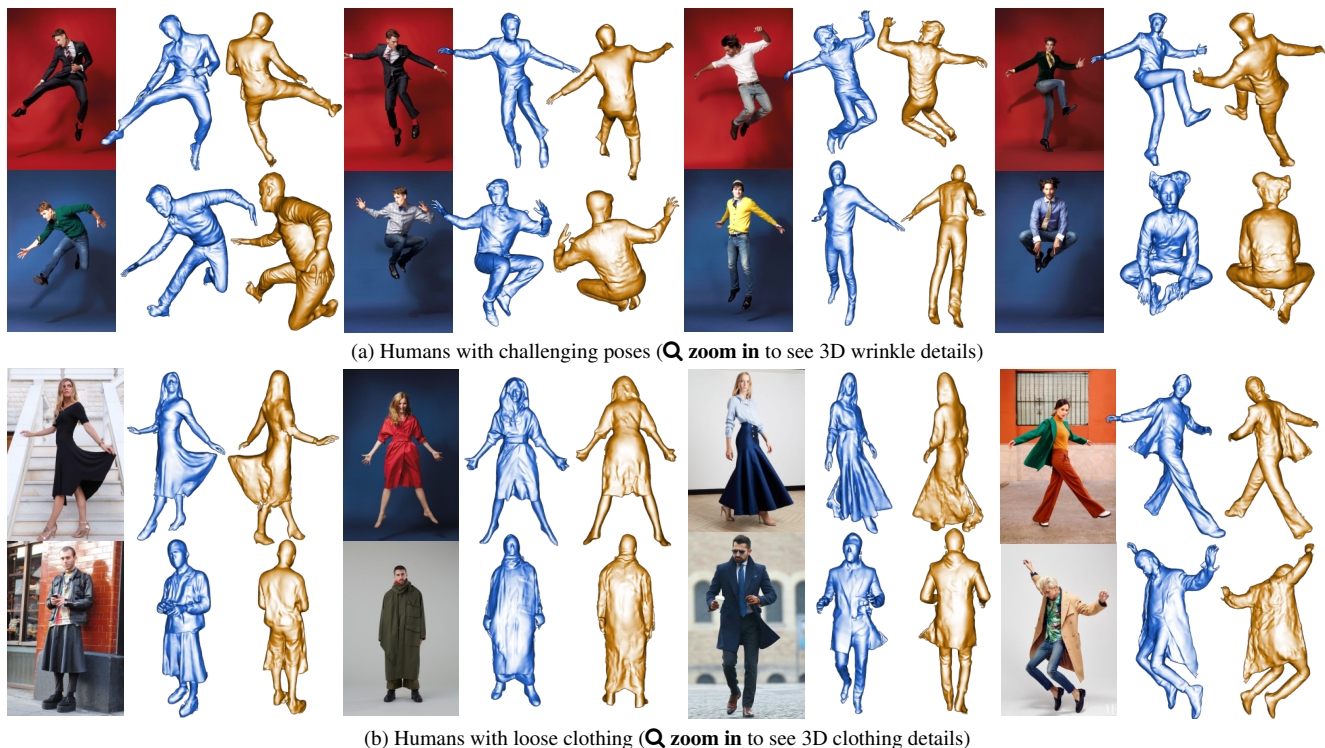 (a) Humans with challenging poses (zoom in to see 3D wrinkle details)
(b) Humans with loose clothing (zoom in to see 3D clothing details)